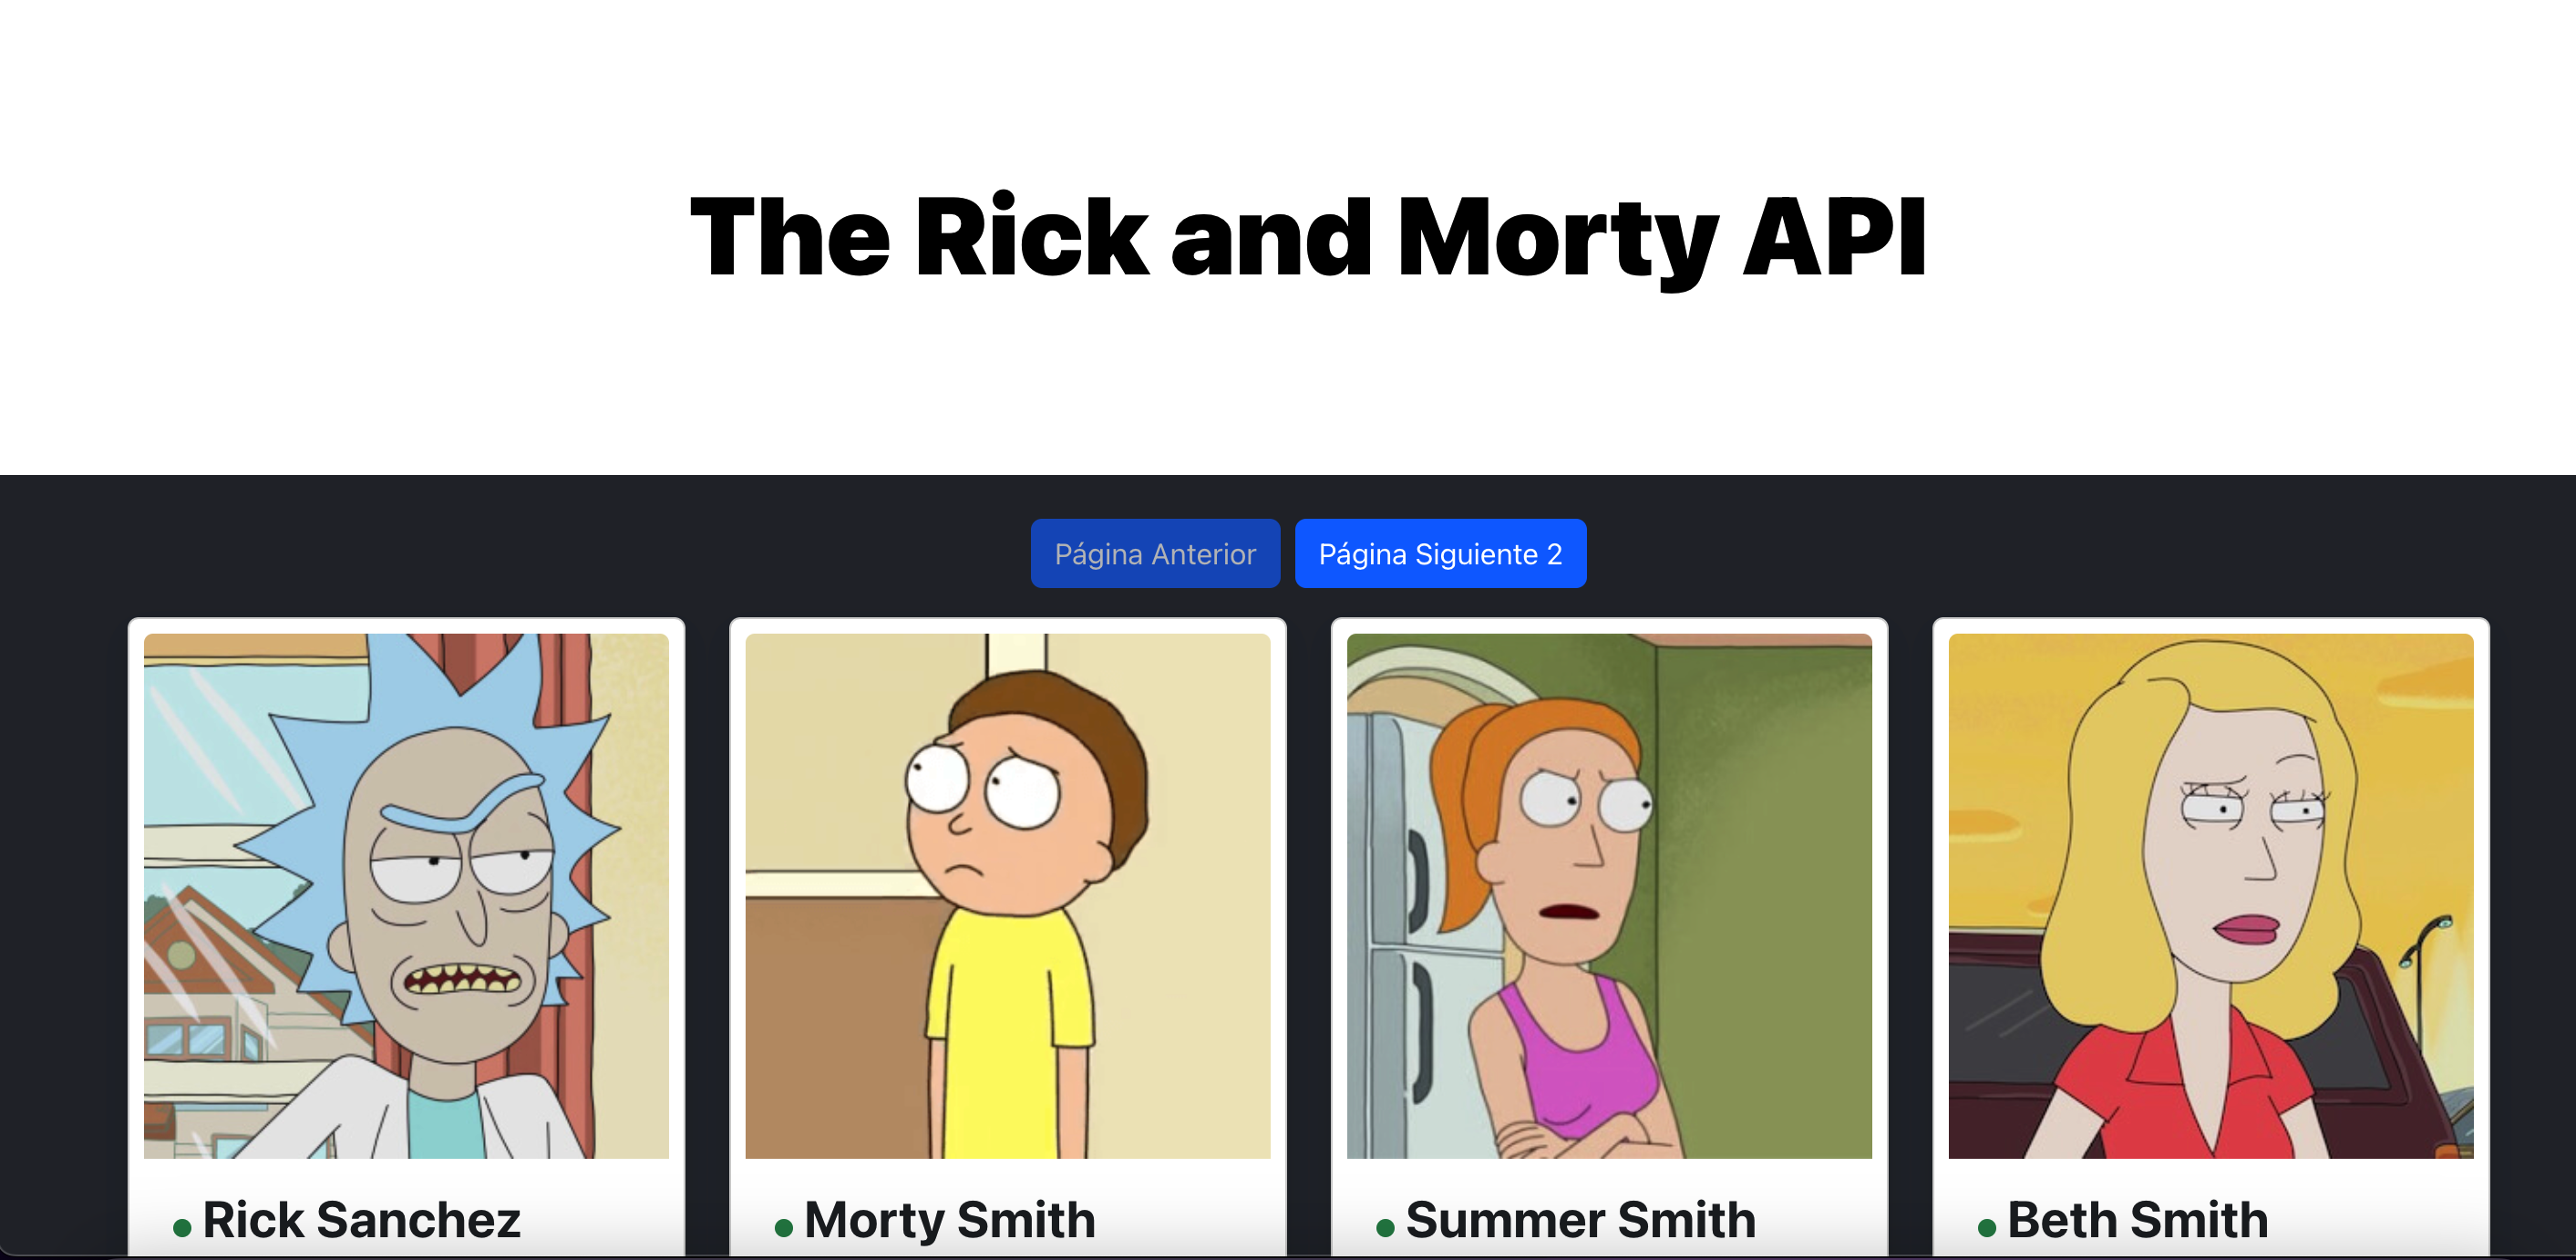 The Rick and Morty API
Página Anterior
Página Siguiente 2
Rick Sanchez
Morty Smith
Summer Smith
Beth Smith